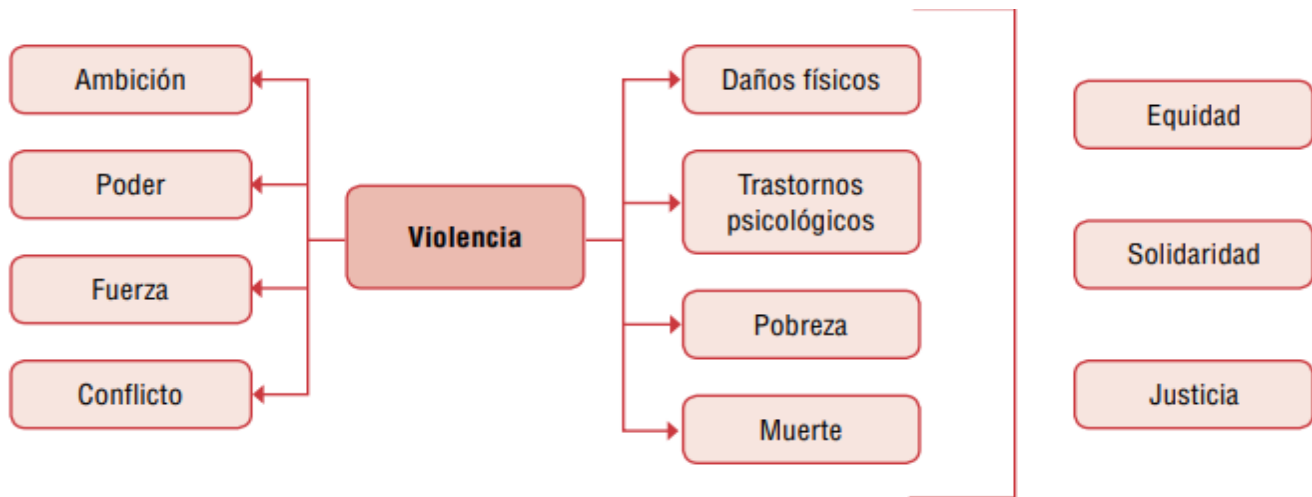 Ambición
Poder
Fuerza
Conflicto
Violencia
Daños físicos
Trastornos
psicológicos
Pobreza
Muerte
Equidad
Solidaridad
Justicia